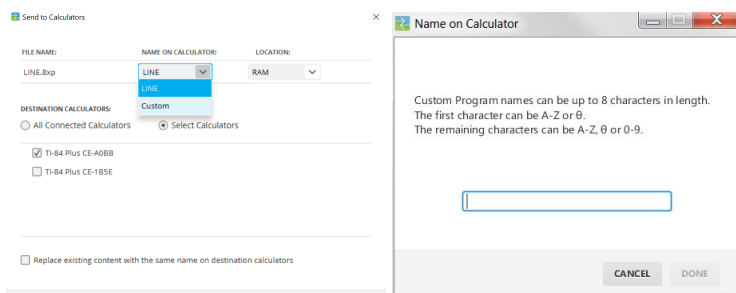 Send to Calculators
FILE NAME: NAME ON CALCULATOR: LOCATION:
LINE.8xp LINE RAM
LINE
Custom
DESTINATION CALCULATORS:
All Connected Calculators Select Calculators
TI-84 Plus CE-A0BB
TI-84 Plus CE-1B5E
Replace existing content with the same name on destination calculators
Name on Calculator
Custom Program names can be up to 8 characters in length.
The first character can be A-Z or θ.
The remaining characters can be A-Z, θ or 0-9.
CANCEL DONE